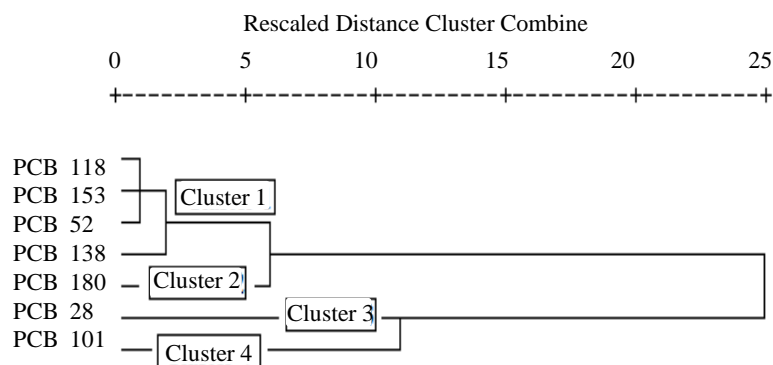 Rescaled Distance Cluster Combine
0 5 10 15 20 25
PCB 118
PCB 153
Cluster 1
PCB 52
PCB 138
PCB 180
Cluster 2
PCB 28
Cluster 3
PCB 101
Cluster 4